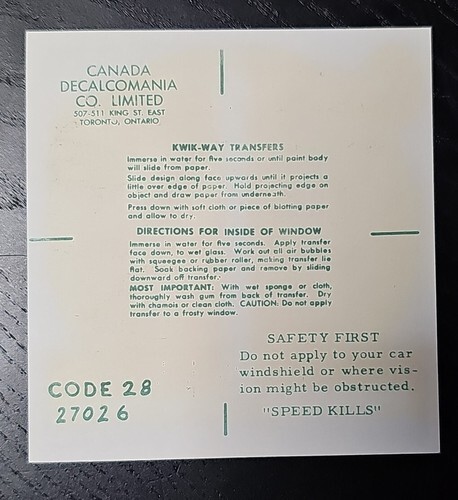 CANADA
DECALCOMANIA
CO. LIMITED
507-511 KING ST. EAST
TORONTO, ONTARIO
KWIK-WAY TRANSFERS
Immerse in water for five seconds or until paint body
will slide from paper.
Slide design along face upwards until it projects a
little over edge of paper. Hold projecting edge on
object and draw paper from underneath.
Press down with soft cloth or piece of blotting paper
and allow to dry.
DIRECTIONS FOR INSIDE OF WINDOW
Immerse in water for five seconds. Apply transfer
face down, to wet glass. Work out all air bubbles
with squeegee or rubber roller, making transfer lie
flat. Soak backing paper and remove by sliding
downward off transfer.
MOST IMPORTANT: With wet sponge or cloth,
thoroughly wash gum from back of transfer. Dry
with chamois or clean cloth. CAUTION: Do not apply
transfer to a frosty window.
SAFETY FIRST
Do not apply to your car
windshield or where vis-
ion might be obstructed.
"SPEED KILLS"
CODE 28
27026